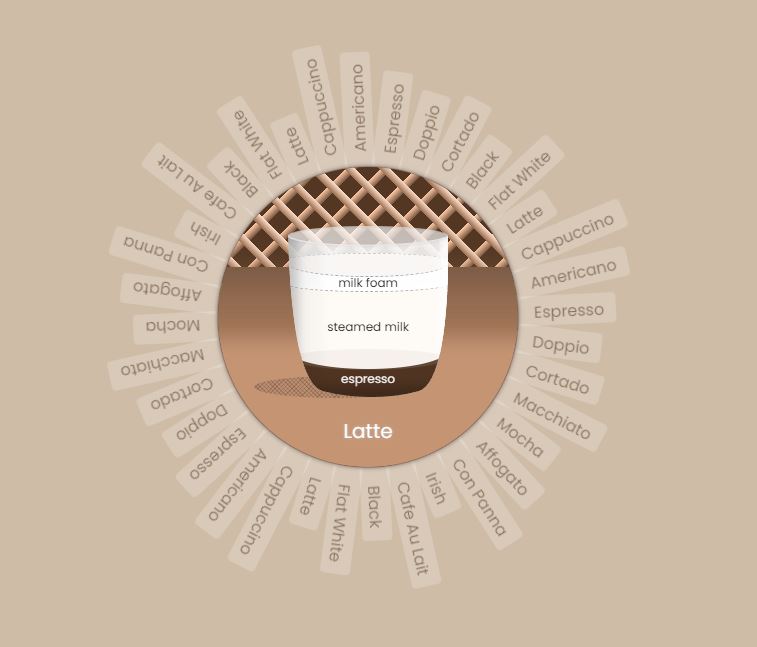 milk foam
steamed milk
espresso
Latte
Cappuccino
Americano
Espresso
Doppio
Cortado
Black
Flat White
Latte
Cappuccino
Americano
Espresso
Doppio
Cortado
Macchiato
Mocha
Affogato
Con Panna
Irish
Cafe Au Lait
Black
Flat White
Latte
Cappuccino
Americano
Espresso
Doppio
Cortado
Macchiato
Mocha
Affogato
Con Panna
Irish
Cafe Au Lait
Black
Flat White
Latte